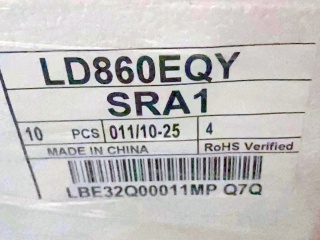 LD860EQY
SRA1
10 PCS 011/10-25 4
MADE IN CHINA RoHS Verified
LBE32Q00011MP Q7Q